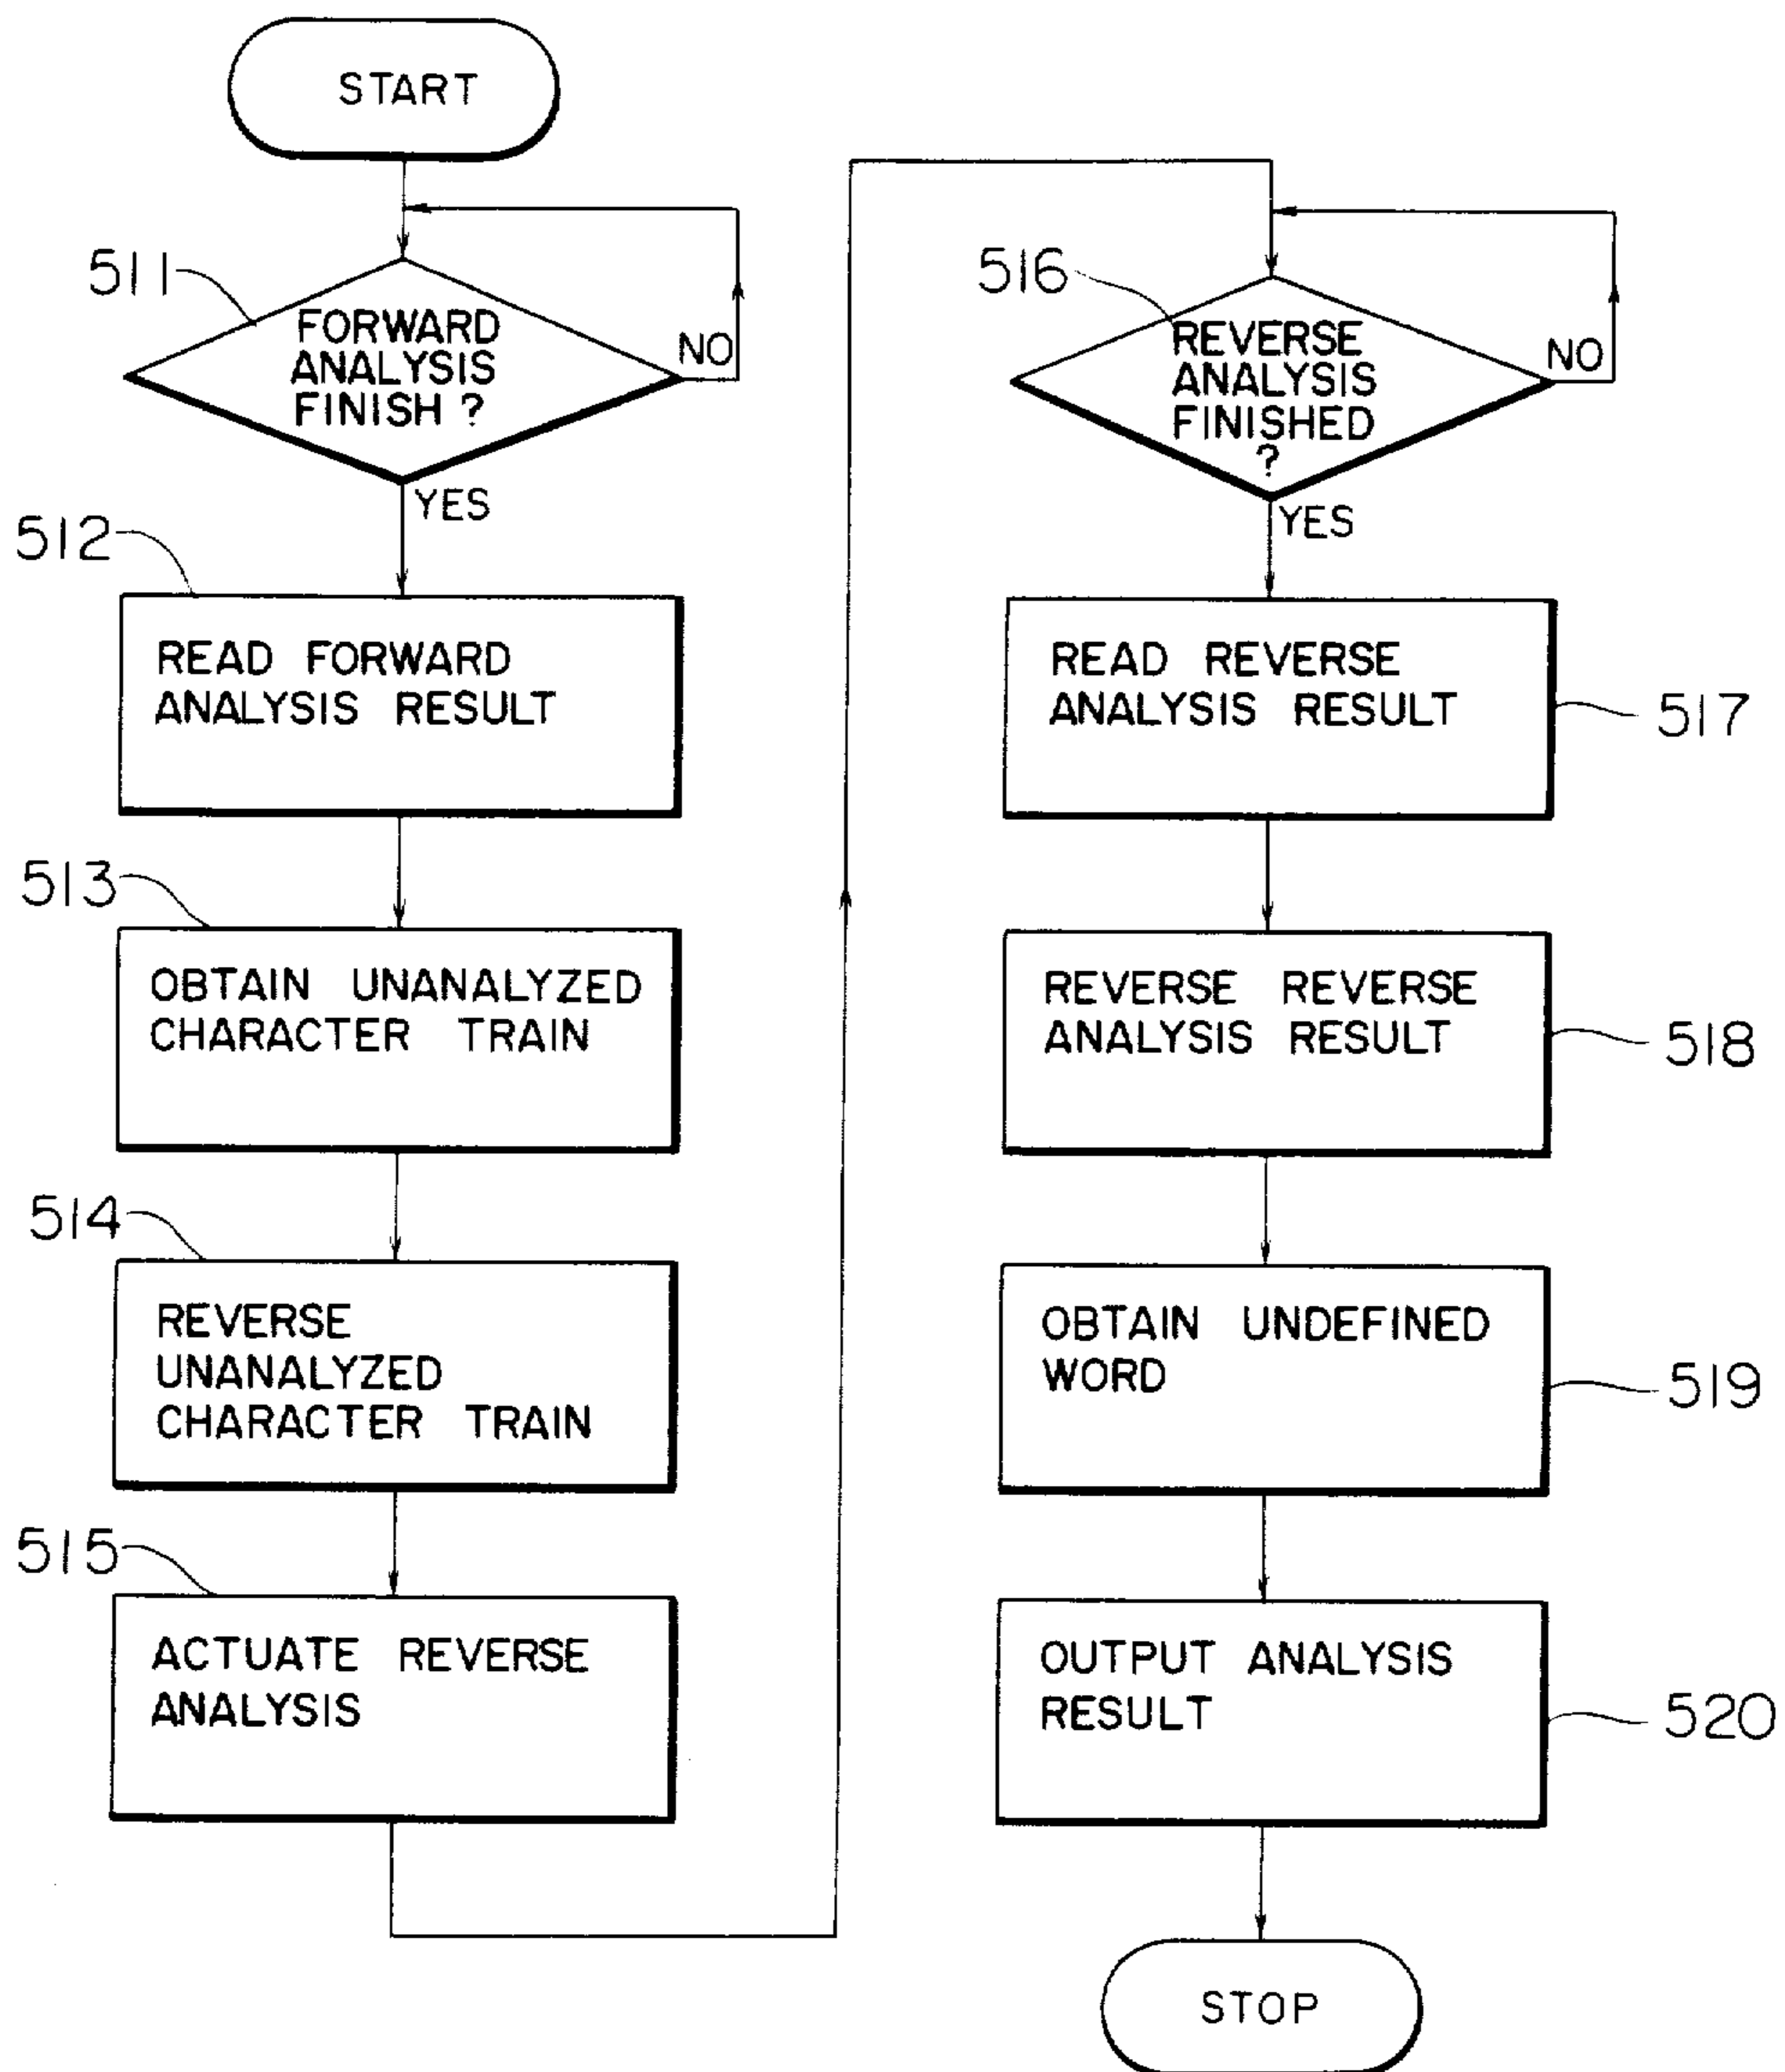 START
511
FORWARD
ANALYSIS
FINISH ?
NO
YES
512
READ FORWARD
ANALYSIS RESULT
513
OBTAIN UNANALYZED
CHARACTER TRAIN
514
REVERSE
UNANALYZED
CHARACTER TRAIN
515
ACTUATE REVERSE
ANALYSIS
516
REVERSE
ANALYSIS
FINISHED
?
NO
YES
READ REVERSE
ANALYSIS RESULT
517
REVERSE REVERSE
ANALYSIS RESULT
518
OBTAIN UNDEFINED
WORD
519
OUTPUT ANALYSIS
RESULT
520
STOP